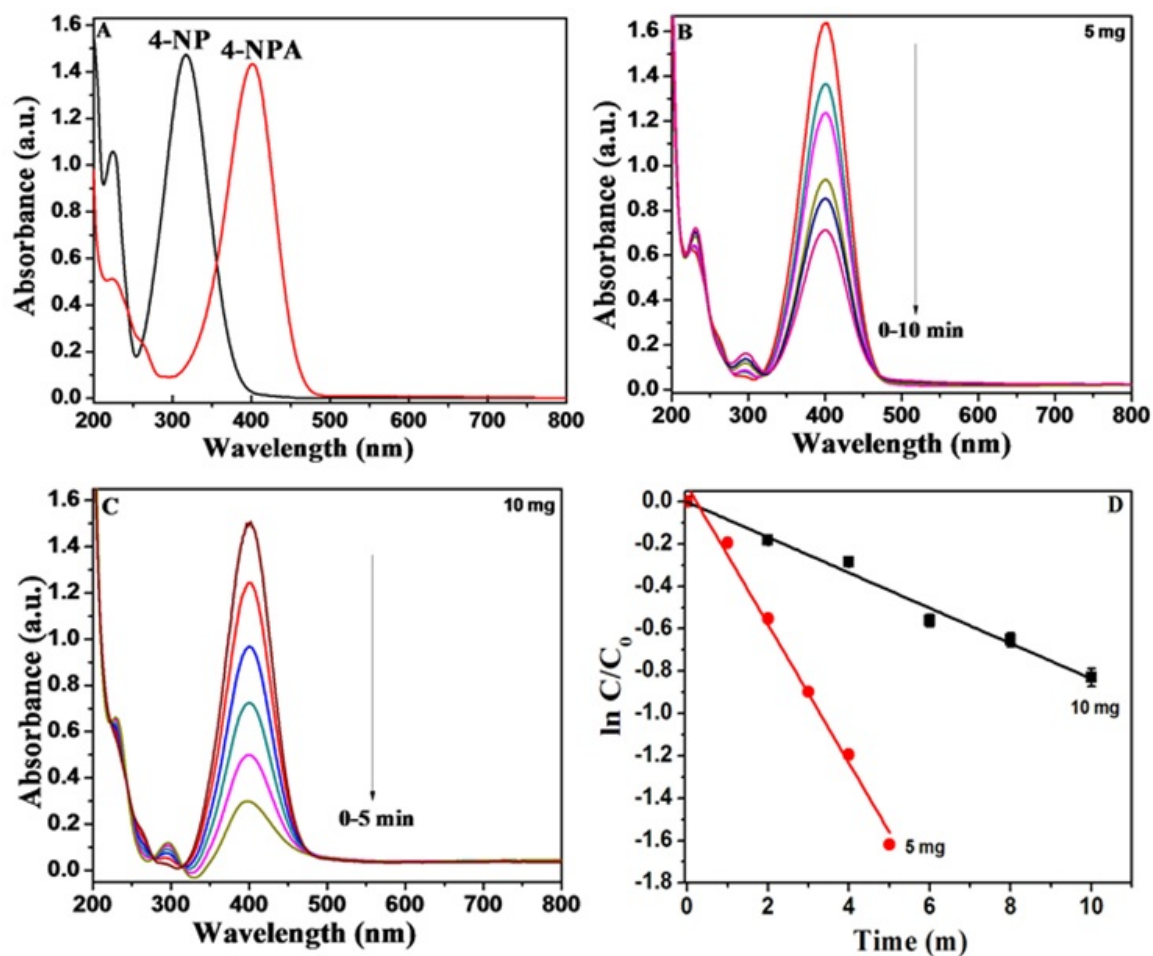 A
4-NP
4-NPA
1.6
1.4
1.2
1.0
0.8
0.6
0.4
0.2
0.0
Absorbance (a.u.)
200 300 400 500 600 700 800
Wavelength (nm)
B
5 mg
1.6
1.4
1.2
1.0
0.8
0.6
0.4
0.2
0.0
Absorbance (a.u.)
0-10 min
200 300 400 500 600 700 800
Wavelength (nm)
C
10 mg
1.6
1.4
1.2
1.0
0.8
0.6
0.4
0.2
0.0
Absorbance (a.u.)
0-5 min
200 300 400 500 600 700 800
Wavelength (nm)
D
0.0
-0.2
-0.4
-0.6
-0.8
-1.0
-1.2
-1.4
-1.6
-1.8
ln C/C₀
10 mg
5 mg
0 2 4 6 8 10
Time (m)